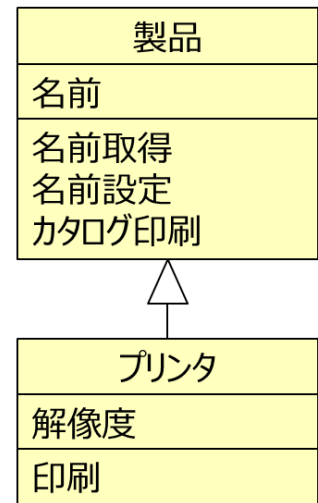 製品
名前
名前取得
名前設定
カタログ印刷
プリンタ
解像度
印刷